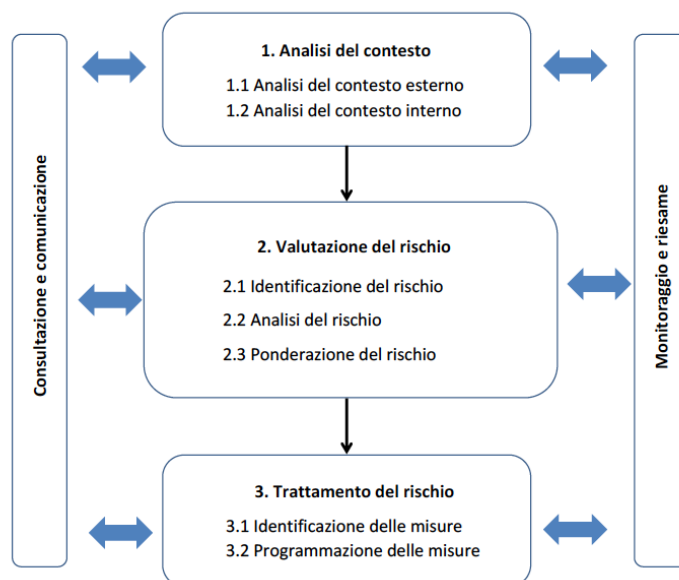 1. Analisi del contesto
1.1 Analisi del contesto esterno
1.2 Analisi del contesto interno
Consultazione e comunicazione
2. Valutazione del rischio
2.1 Identificazione del rischio
2.2 Analisi del rischio
2.3 Ponderazione del rischio
Monitoraggio e riesame
3. Trattamento del rischio
3.1 Identificazione delle misure
3.2 Programmazione delle misure